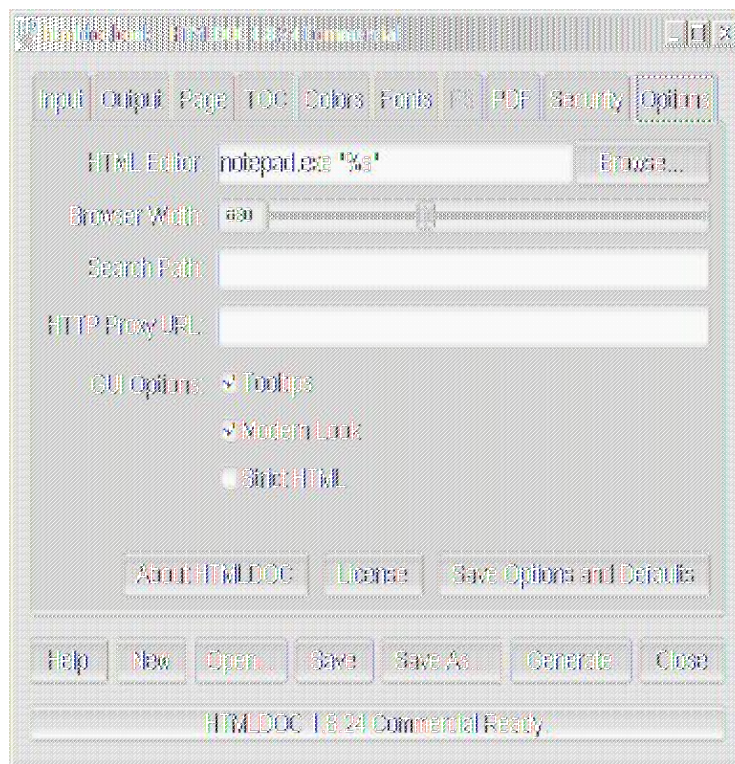 HTMLDOC 1.8.24 Commercial
Input Output Page TOC Colors Fonts PS PDF Security Options
HTML Editor notepad.exe "%s" Browse...
Browser Width: 680
Search Path:
HTTP Proxy URL:
GUI Options: Tooltips
Modern Look
Strict HTML
About HTMLDOC License Save Options and Defaults
Help New Open... Save Save As... Generate Close
HTMLDOC 1.8.24 Commercial Ready.